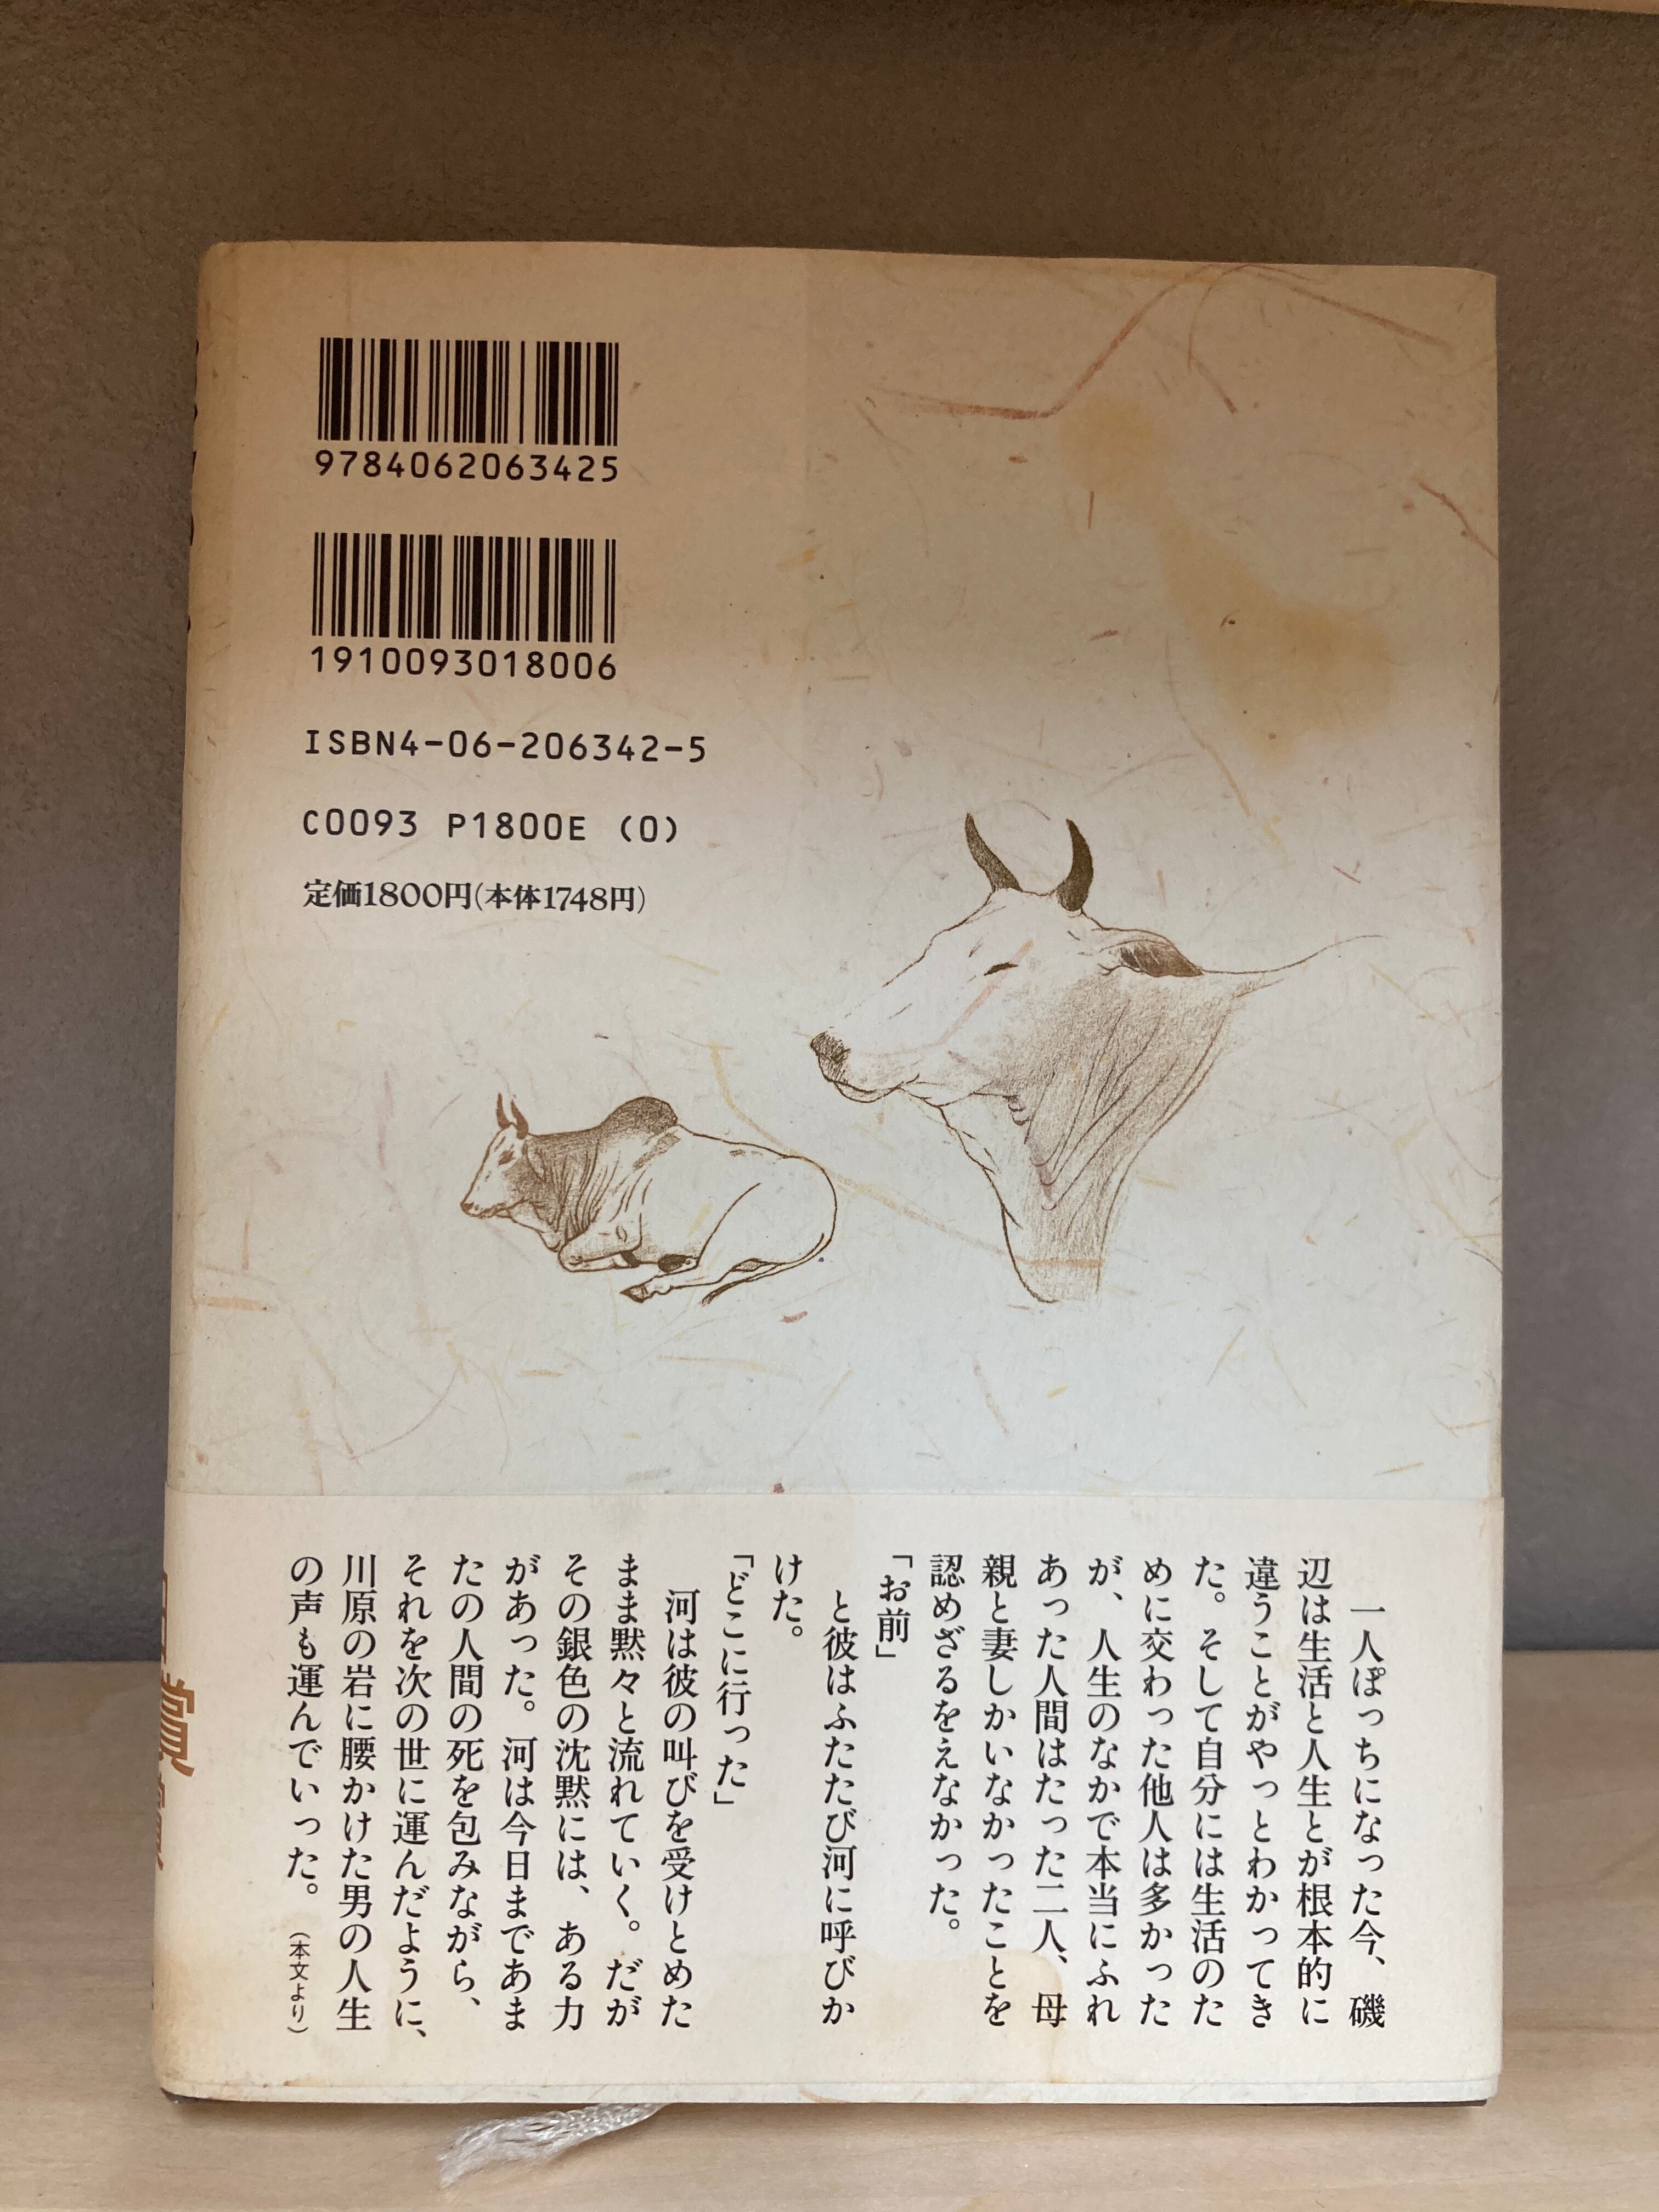 9784062063425
1910093018006
ISBN4-06-206342-5
C0093 P1800E (0)
定価1800円(本体1748円)
一人ぽっちになった今、磯
辺は生活と人生とが根本的に
違うことがやっとわかってき
た。そして自分には生活のた
めに交わった他人は多かった
が、人生のなかで本当にふれ
あった人間はたった二人、母
親と妻しかいなかったことを
認めざるをえなかった。
「お前」
と彼はふたたび河に呼びか
けた。
「どこに行った」
河は彼の叫びを受けとめた
まま黙々と流れていく。だが
その銀色の沈黙には、ある力
があった。河は今日まであま
たの人間の死を包みながら、
それを次の世に運んだように、
川原の岩に腰かけた男の人生
の声も運んでいった。（本文より）
賞